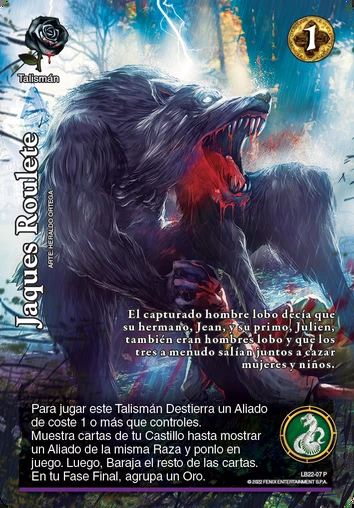 1
Talismán
Jaques Roulete
ARTE: HERALDO ORTEGA
El capturado hombre lobo decía que
su hermano, Jean, y su primo, Julien,
también eran hombres lobo y que los
tres a menudo salían juntos a cazar
mujeres y niños.
Para jugar este Talismán Destierra un Aliado
de coste 1 o más que controles.
Muestra cartas de tu Castillo hasta mostrar
un Aliado de la misma Raza y ponlo en
juego. Luego, Baraja el resto de las cartas.
En tu Fase Final, agrupa un Oro.
LB22-07 P
© 2022 FENIX ENTERTAINMENT S.P.A.